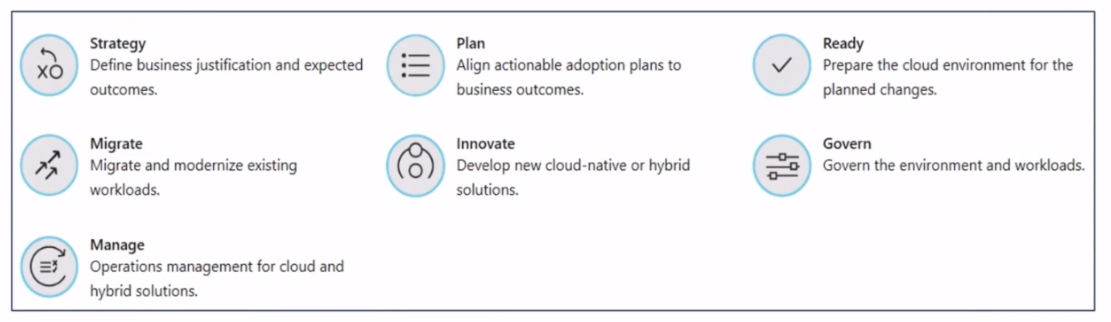 Strategy
Define business justification and expected
outcomes.
Plan
Align actionable adoption plans to
business outcomes.
Ready
Prepare the cloud environment for the
planned changes.
Migrate
Migrate and modernize existing
workloads.
Innovate
Develop new cloud-native or hybrid
solutions.
Govern
Govern the environment and workloads.
Manage
Operations management for cloud and
hybrid solutions.